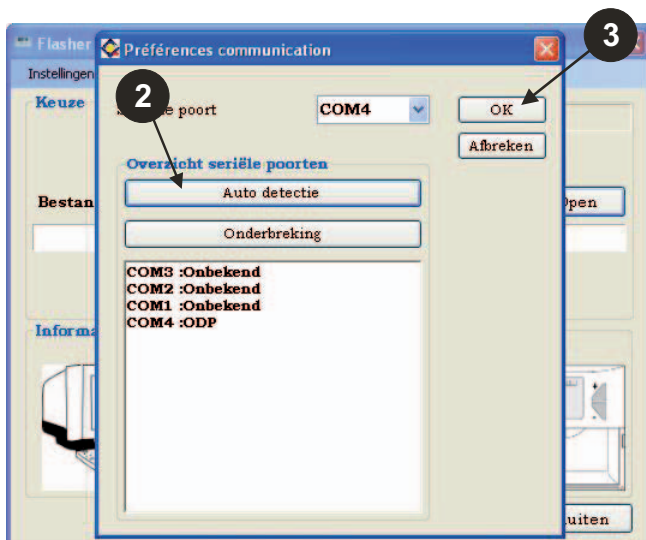 Flasher
Préférences communication
3
Instellingen
Keuze
2
poort
COM4
OK
Afbreken
Overzicht seriële poorten
Auto detectie
Bestan
pen
Onderbreking
COM3 :Onbekend
COM2 :Onbekend
COM1 :Onbekend
COM4 :ODP
Informa
uiten